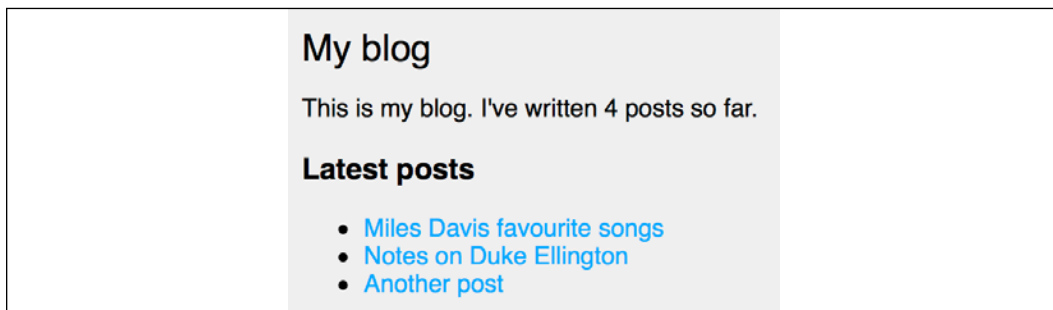 My blog
This is my blog. I've written 4 posts so far.
Latest posts
Miles Davis favourite songs
Notes on Duke Ellington
Another post